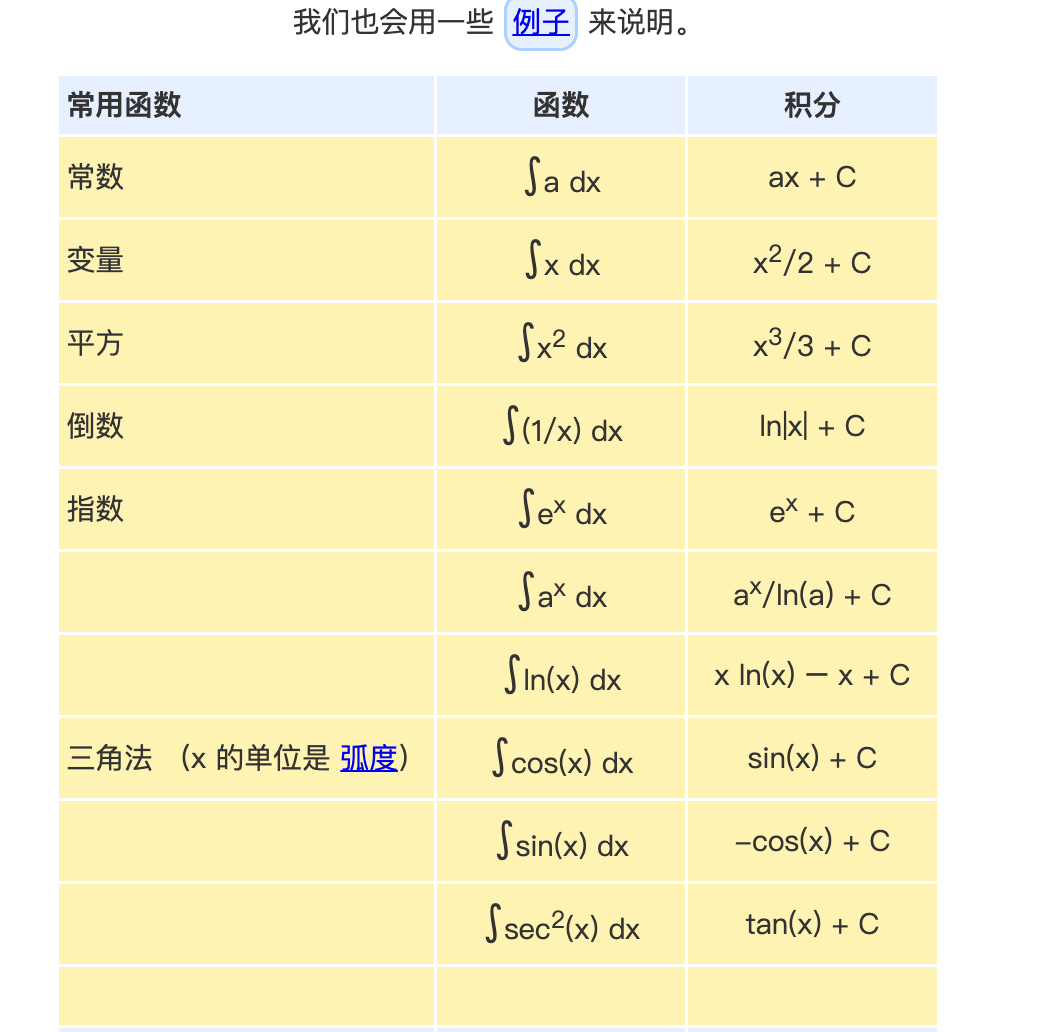 我们也会用一些 例子 来说明。
常用函数 函数 积分
常数 ∫a dx ax + C
变量 ∫x dx x²/2 + C
平方 ∫x² dx x³/3 + C
倒数 ∫(1/x) dx ln|x| + C
指数 ∫eˣ dx eˣ + C
∫aˣ dx aˣ/ln(a) + C
∫ln(x) dx x ln(x) − x + C
三角法 （x 的单位是 弧度） ∫cos(x) dx sin(x) + C
∫sin(x) dx -cos(x) + C
∫sec²(x) dx tan(x) + C